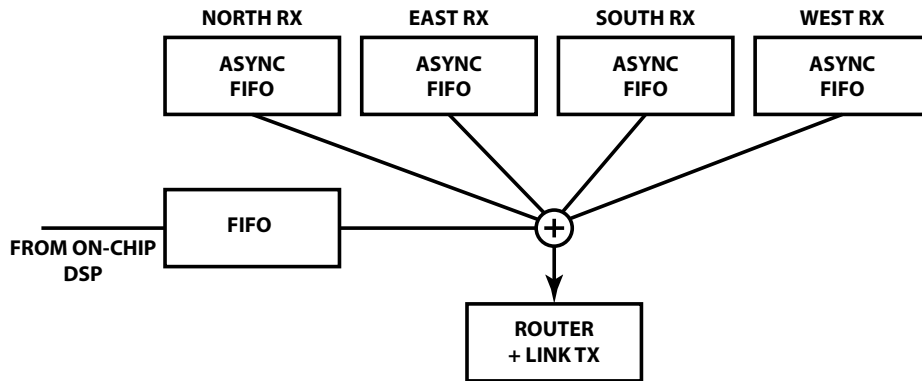 NORTH RX
EAST RX
SOUTH RX
WEST RX
ASYNC
FIFO
ASYNC
FIFO
ASYNC
FIFO
ASYNC
FIFO
FIFO
+
FROM ON-CHIP
DSP
ROUTER
+ LINK TX